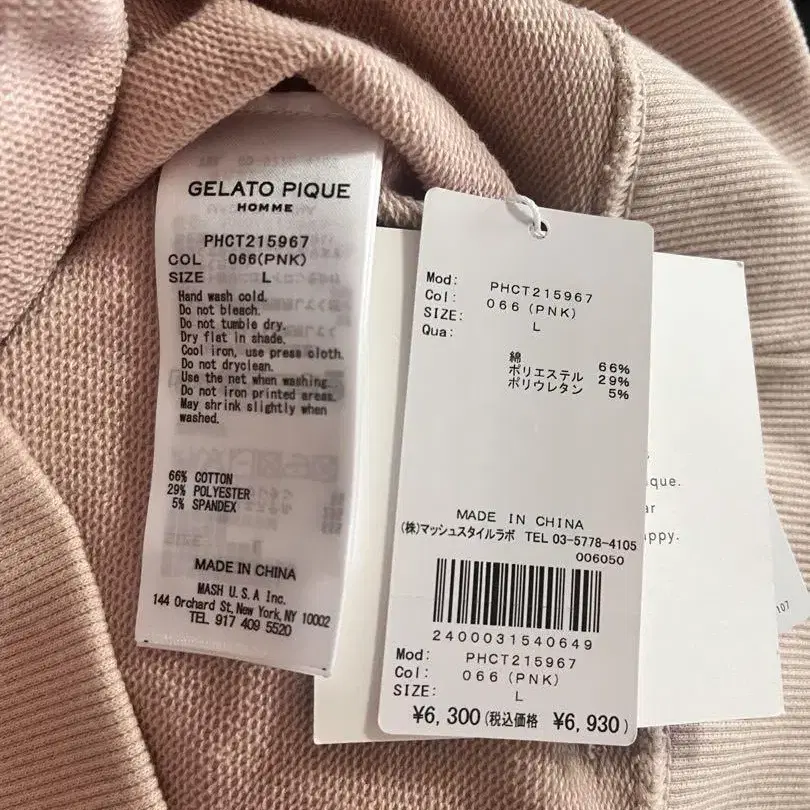 GELATO PIQUE
HOMME
PHCT215967
COL 066(PNK)
SIZE L
Hand wash cold.
Do not bleach.
Do not tumble dry.
Dry flat in shade.
Cool iron, use press cloth.
Do not dryclean.
Use the net when washing.
Do not iron printed areas.
May shrink slightly when
washed.
66% COTTON
29% POLYESTER
5% SPANDEX
MADE IN CHINA
MASH U.S.A Inc.
144 Orchard St, New York, NY 10002
TEL 917 409 5520
Mod: PHCT215967
Col: 066 (PNK)
SIZE: L
Qua:
綿 66%
ポリエステル 29%
ポリウレタン 5%
MADE IN CHINA
(株)マッシュスタイルラボ TEL 03-5778-4105
006050
2400031540649
Mod: PHCT215967
Col: 066 (PNK)
SIZE: L
¥6,300(税込価格 ¥6,930)
107